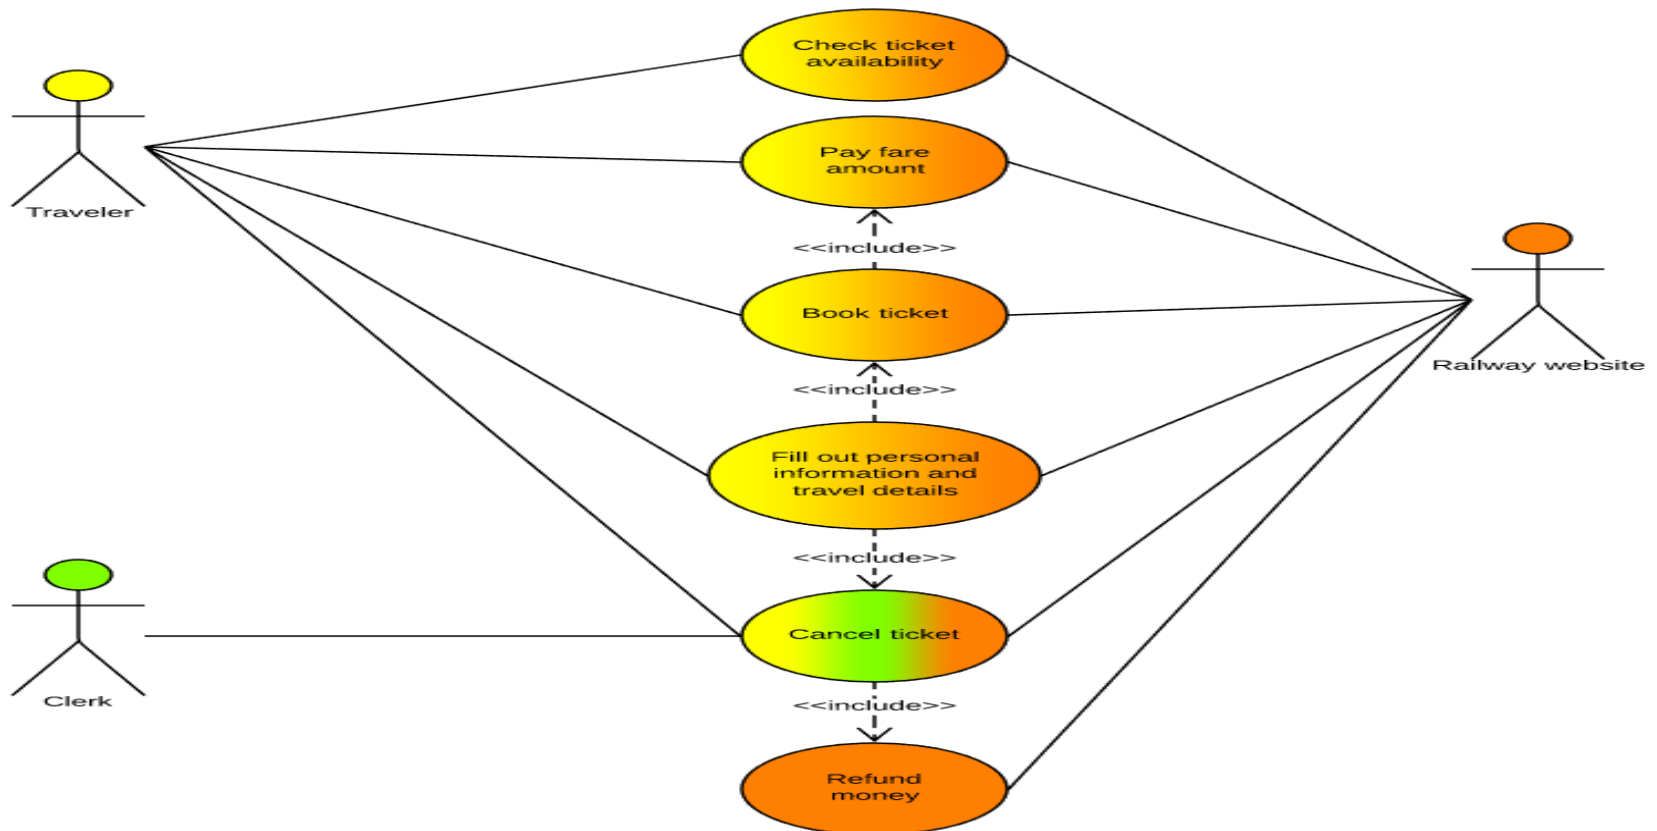 Check ticket
availability
Pay fare
amount
Traveler
<<include>>
Book ticket
Railway website
<<include>>
Fill out personal
information and
travel details
<<include>>
Cancel ticket
Clerk
<<include>>
Refund
money